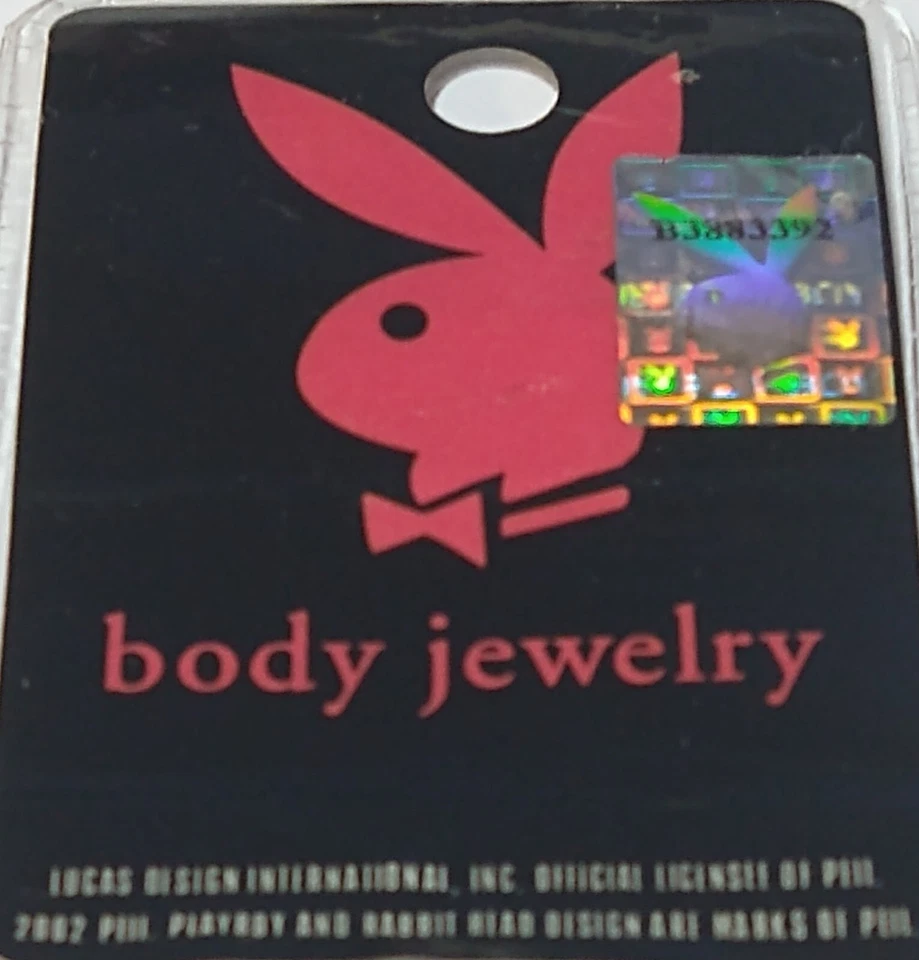 B3883392
body jewelry
LUCAS DESIGN INTERNATIONAL, INC. OFFICIAL LICENSEE OF PEII.
2002 PEII. PLAYBOY AND RABBIT HEAD DESIGN ARE MARKS OF PEII.